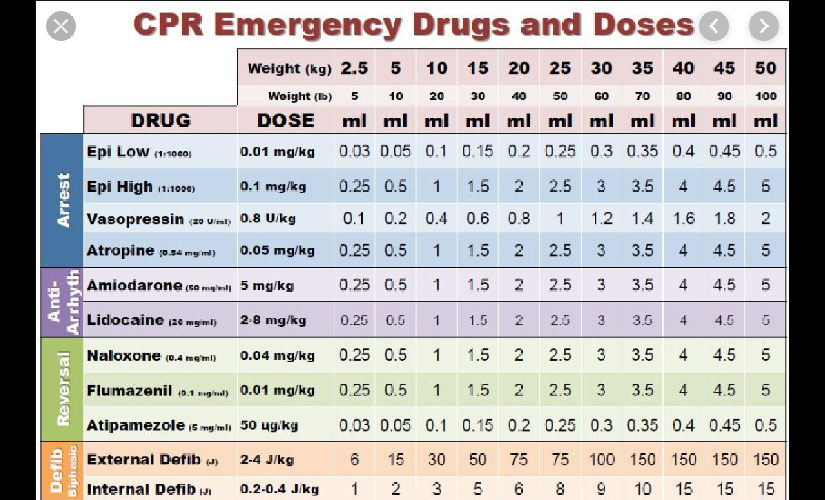 CPR Emergency Drugs and Doses
Weight (kg) 2.5 5 10 15 20 25 30 35 40 45 50
Weight (lb) 5 10 20 30 40 50 60 70 80 90 100
DRUG DOSE ml ml ml ml ml ml ml ml ml ml ml
Arrest
Epi Low (1:1000) 0.01 mg/kg 0.03 0.05 0.1 0.15 0.2 0.25 0.3 0.35 0.4 0.45 0.5
Epi High (1:1000) 0.1 mg/kg 0.25 0.5 1 1.5 2 2.5 3 3.5 4 4.5 5
Vasopressin (20 U/ml) 0.8 U/kg 0.1 0.2 0.4 0.6 0.8 1 1.2 1.4 1.6 1.8 2
Atropine (0.54 mg/ml) 0.05 mg/kg 0.25 0.5 1 1.5 2 2.5 3 3.5 4 4.5 5
Anti-
Arrhyth
Amiodarone (50 mg/ml) 5 mg/kg 0.25 0.5 1 1.5 2 2.5 3 3.5 4 4.5 5
Lidocaine (20 mg/ml) 2-8 mg/kg 0.25 0.5 1 1.5 2 2.5 3 3.5 4 4.5 5
Reversal
Naloxone (0.4 mg/ml) 0.04 mg/kg 0.25 0.5 1 1.5 2 2.5 3 3.5 4 4.5 5
Flumazenil (0.1 mg/ml) 0.01 mg/kg 0.25 0.5 1 1.5 2 2.5 3 3.5 4 4.5 5
Atipamezole (5 mg/ml) 50 ug/kg 0.03 0.05 0.1 0.15 0.2 0.25 0.3 0.35 0.4 0.45 0.5
Defib
Biphasic
External Defib (J) 2-4 J/kg 6 15 30 50 75 75 100 150 150 150 150
Internal Defib (J) 0.2-0.4 J/kg 1 2 3 5 6 8 9 10 15 15 15